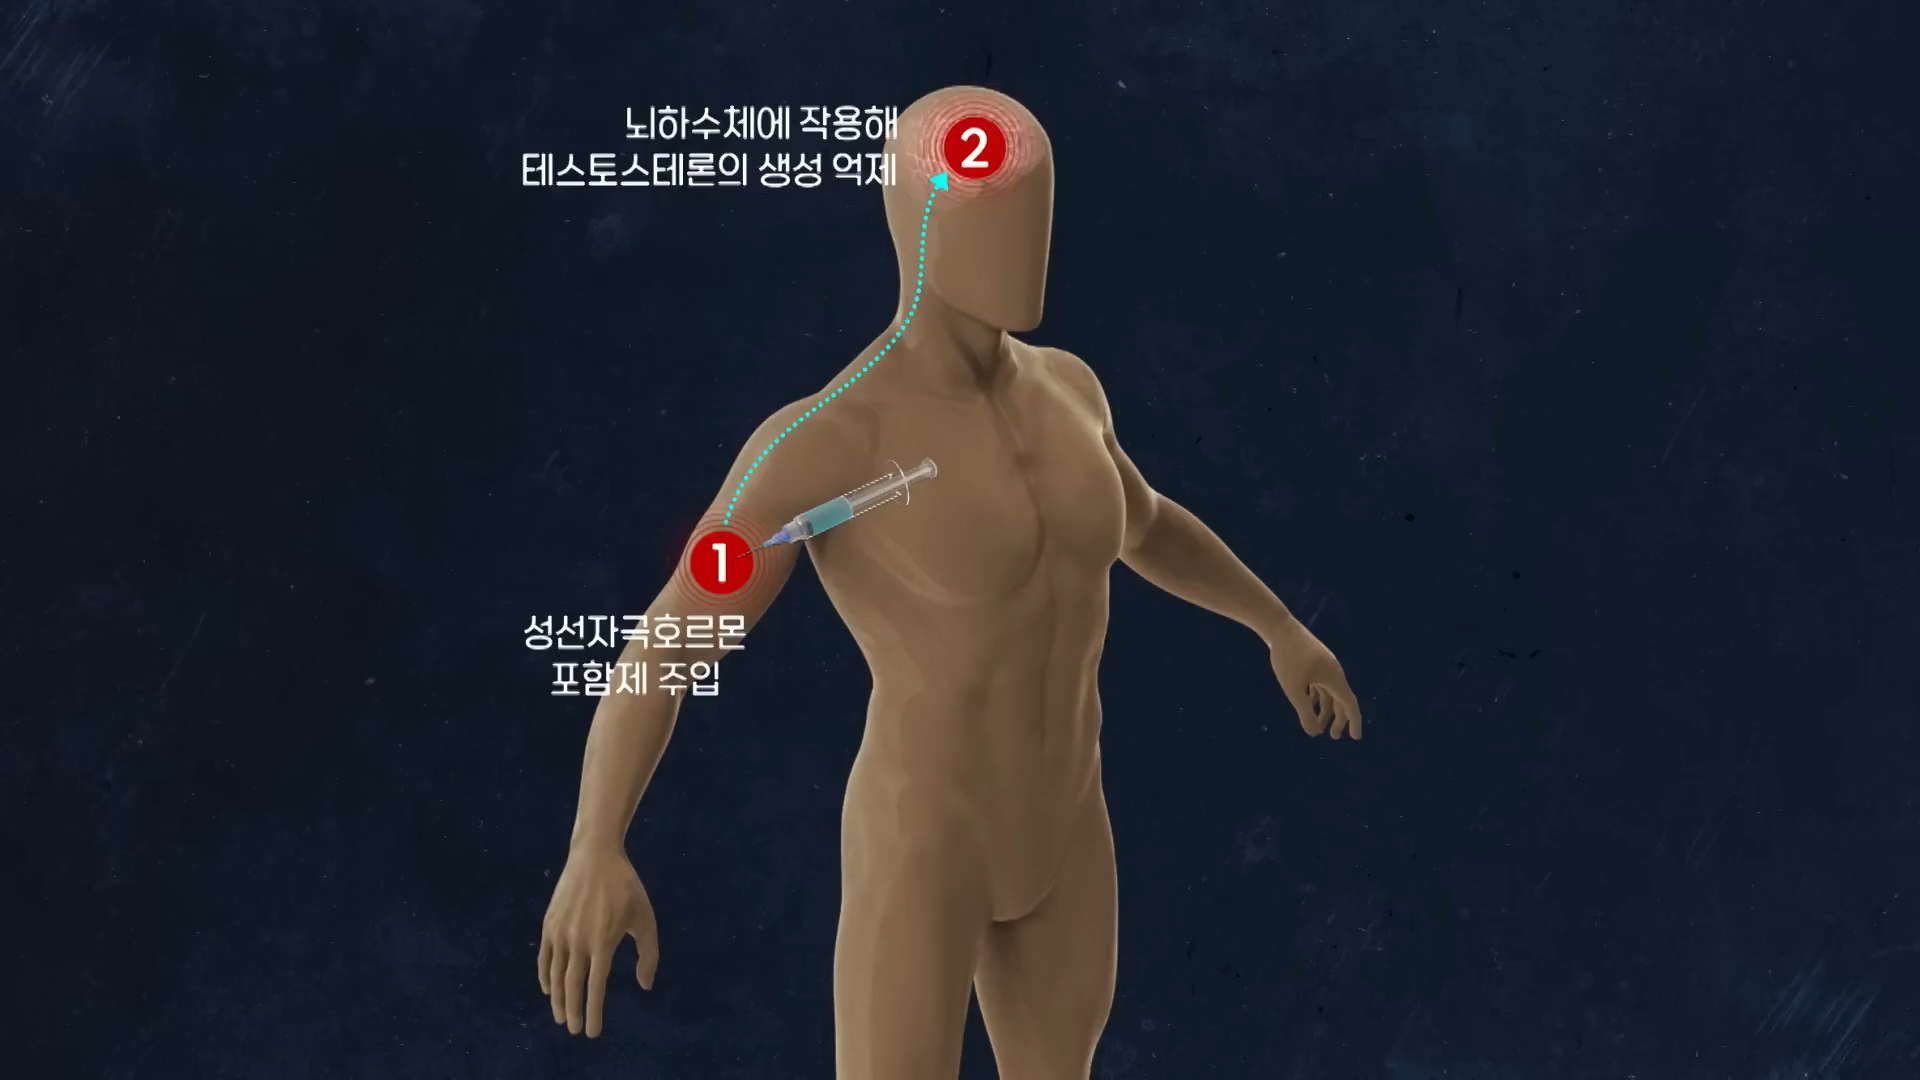 뇌하수체에 작용해
테스토스테론의 생성 억제
2
1
성선자극호르몬
포함제 주입